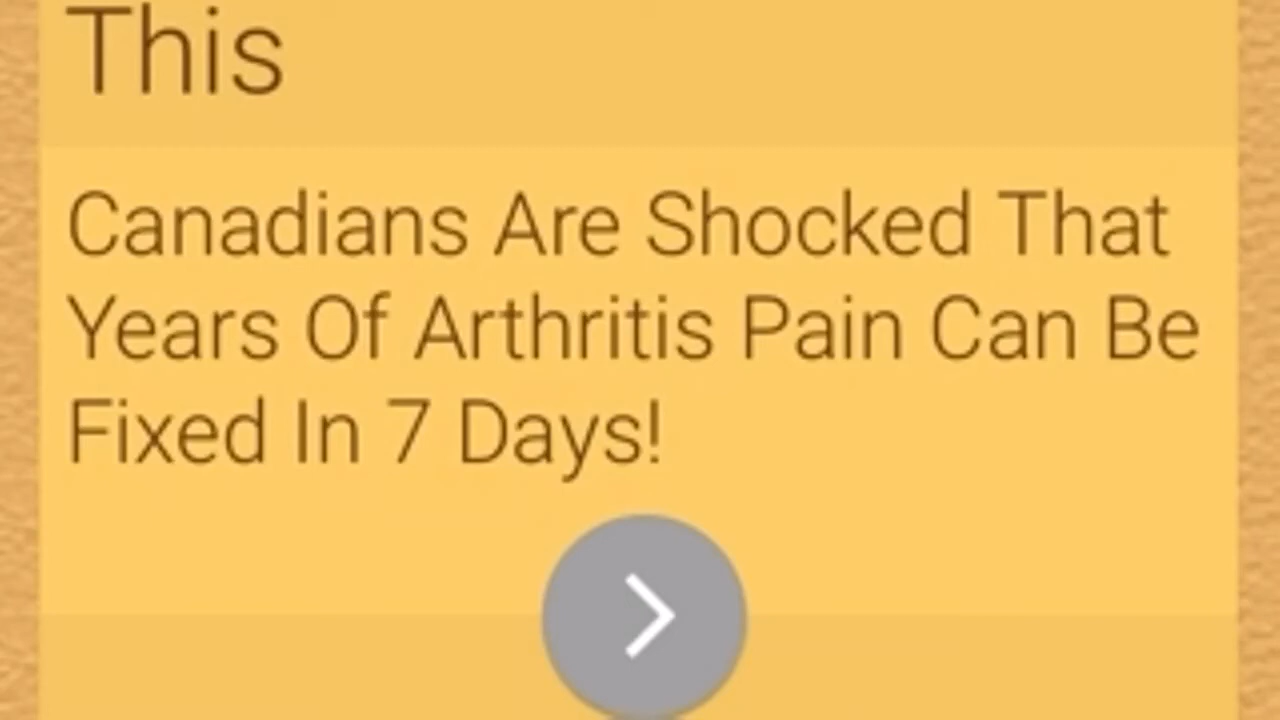 This
Canadians Are Shocked That
Years Of Arthritis Pain Can Be
Fixed In 7 Days!